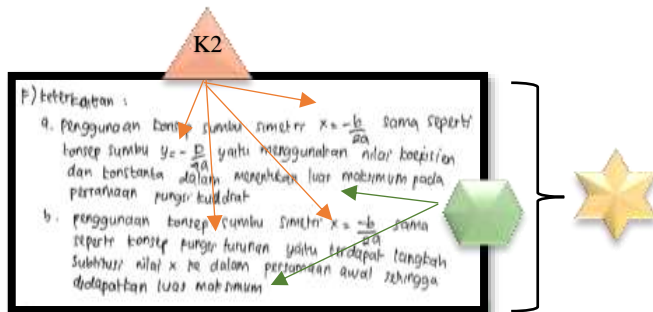 K2
F) keterkaitan :
a. penggunaan konsep sumbu simetri x = -b/2a sama seperti
konsep sumbu y = - D/4a yaitu menggunakan nilai koefisien
dan konstanta dalam menentukan luas maksimum pada
persamaan fungsi kuadrat
b. penggunaan konsep sumbu simetri x = -b/2a sama
seperti konsep fungsi turunan yaitu terdapat langkah
Subtitusi nilai x ke dalam persamaan awal sehingga
didapatkan luas maksimum